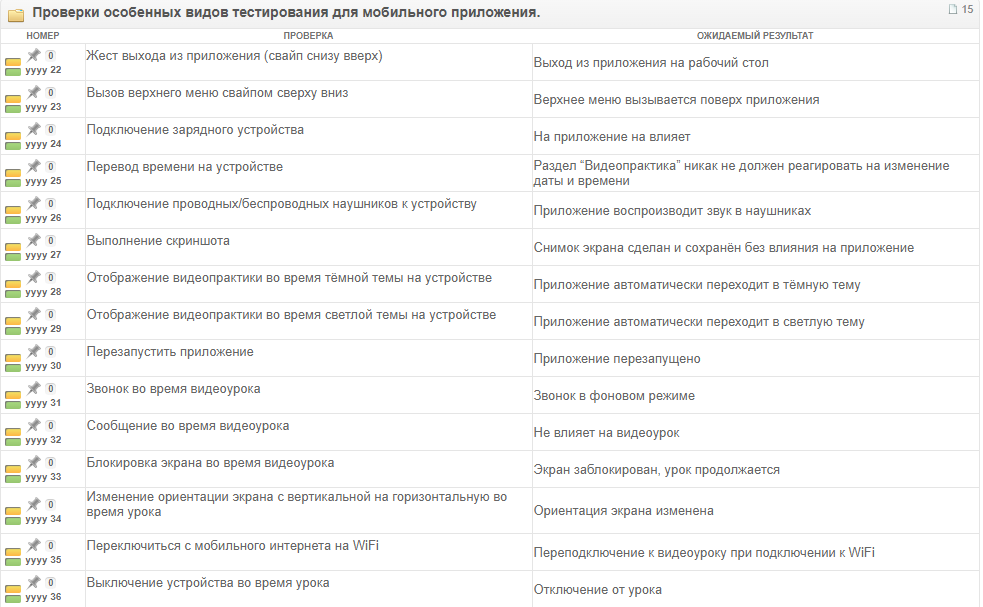 Проверки особенных видов тестирования для мобильного приложения.
15
НОМЕР ПРОВЕРКА ОЖИДАЕМЫЙ РЕЗУЛЬТАТ
0
yyyy 22
Жест выхода из приложения (свайп снизу вверх)
Выход из приложения на рабочий стол
0
yyyy 23
Вызов верхнего меню свайпом сверху вниз
Верхнее меню вызывается поверх приложения
0
yyyy 24
Подключение зарядного устройства
На приложение на влияет
0
yyyy 25
Перевод времени на устройстве
Раздел “Видеопрактика” никак не должен реагировать на изменение
даты и времени
0
yyyy 26
Подключение проводных/беспроводных наушников к устройству
Приложение воспроизводит звук в наушниках
0
yyyy 27
Выполнение скриншота
Снимок экрана сделан и сохранён без влияния на приложение
0
yyyy 28
Отображение видеопрактики во время тёмной темы на устройстве
Приложение автоматически переходит в тёмную тему
0
yyyy 29
Отображение видеопрактики во время светлой темы на устройстве
Приложение автоматически переходит в светлую тему
0
yyyy 30
Перезапустить приложение
Приложение перезапущено
0
yyyy 31
Звонок во время видеоурока
Звонок в фоновом режиме
0
yyyy 32
Сообщение во время видеоурока
Не влияет на видеоурок
0
yyyy 33
Блокировка экрана во время видеоурока
Экран заблокирован, урок продолжается
0
yyyy 34
Изменение ориентации экрана с вертикальной на горизонтальную во
время урока
Ориентация экрана изменена
0
yyyy 35
Переключиться с мобильного интернета на WiFi
Переподключение к видеоуроку при подключении к WiFi
0
yyyy 36
Выключение устройства во время урока
Отключение от урока